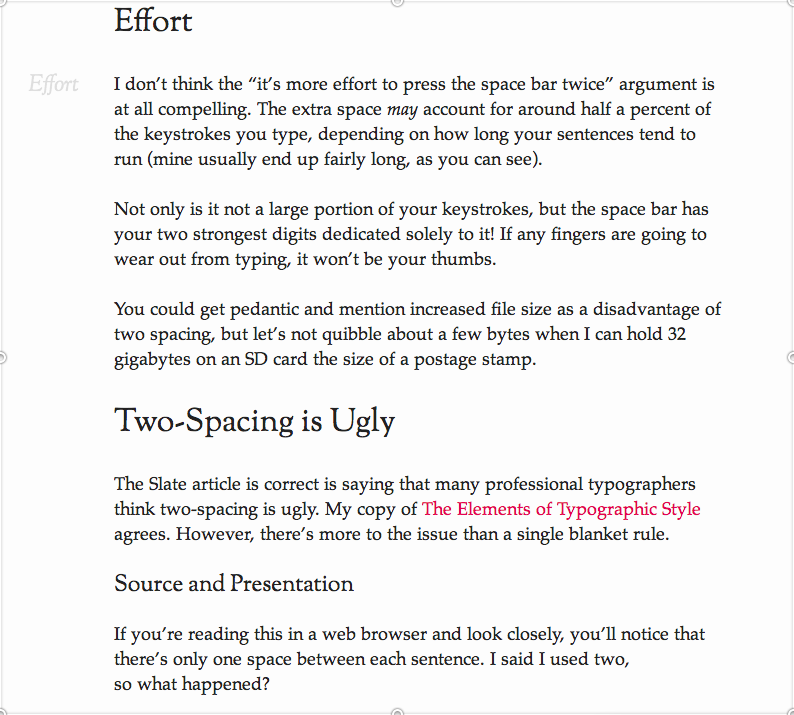 Effort
Effort
I don’t think the “it’s more effort to press the space bar twice” argument is
at all compelling. The extra space may account for around half a percent of
the keystrokes you type, depending on how long your sentences tend to
run (mine usually end up fairly long, as you can see).
Not only is it not a large portion of your keystrokes, but the space bar has
your two strongest digits dedicated solely to it! If any fingers are going to
wear out from typing, it won’t be your thumbs.
You could get pedantic and mention increased file size as a disadvantage of
two spacing, but let’s not quibble about a few bytes when I can hold 32
gigabytes on an SD card the size of a postage stamp.
Two-Spacing is Ugly
The Slate article is correct is saying that many professional typographers
think two-spacing is ugly. My copy of The Elements of Typographic Style
agrees. However, there’s more to the issue than a single blanket rule.
Source and Presentation
If you’re reading this in a web browser and look closely, you’ll notice that
there’s only one space between each sentence. I said I used two,
so what happened?